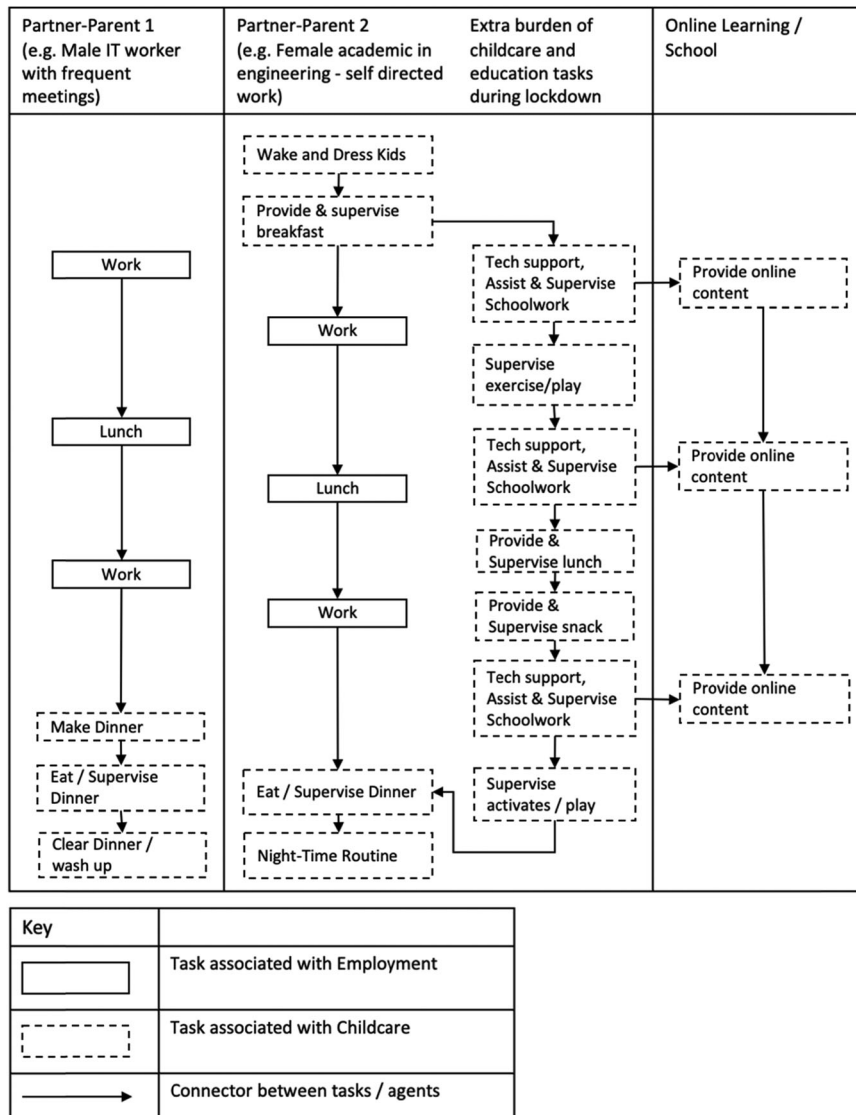 Partner-Parent 1
(e.g. Male IT worker
with frequent
meetings)
Partner-Parent 2
(e.g. Female academic in
engineering - self directed
work)
Extra burden of
childcare and
education tasks
during lockdown
Online Learning /
School
Work
Lunch
Work
Make Dinner
Eat / Supervise
Dinner
Clear Dinner /
wash up
Wake and Dress Kids
Provide & supervise
breakfast
Work
Lunch
Work
Eat / Supervise Dinner
Night-Time Routine
Tech support,
Assist & Supervise
Schoolwork
Supervise
exercise/play
Tech support,
Assist & Supervise
Schoolwork
Provide &
Supervise lunch
Provide &
Supervise snack
Tech support,
Assist & Supervise
Schoolwork
Supervise
activates / play
Provide online
content
Provide online
content
Provide online
content
Key
Task associated with Employment
Task associated with Childcare
Connector between tasks / agents